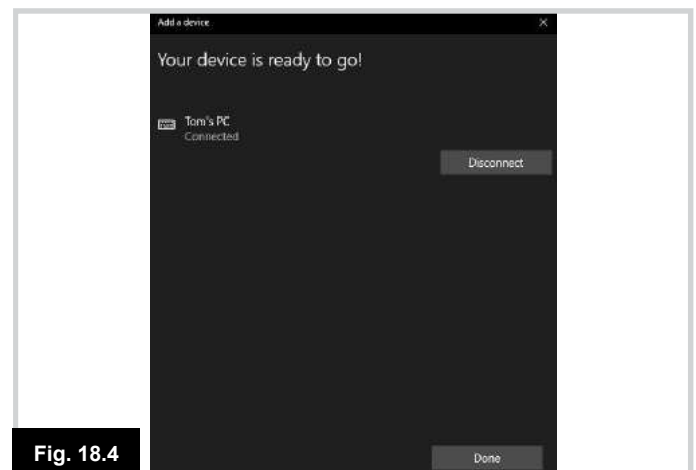 Add a device
Your device is ready to go!
Tom's PC
Connected
Disconnect
Done
Fig. 18.4